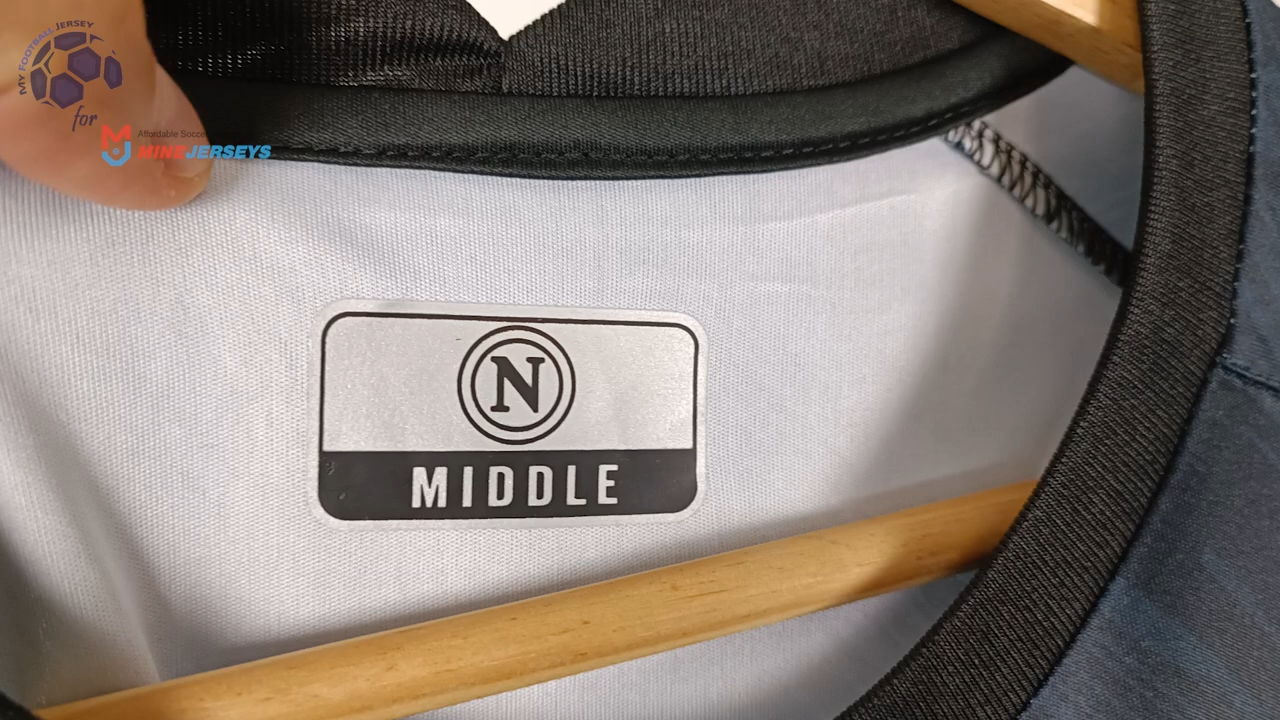 MY FOOTBALL JERSEY
for
Affordable Soccer
MINEJERSEYS
N
MIDDLE